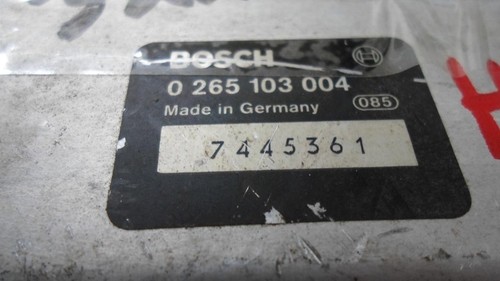 BOSCH
0 265 103 004
Made in Germany 085
7445361
H